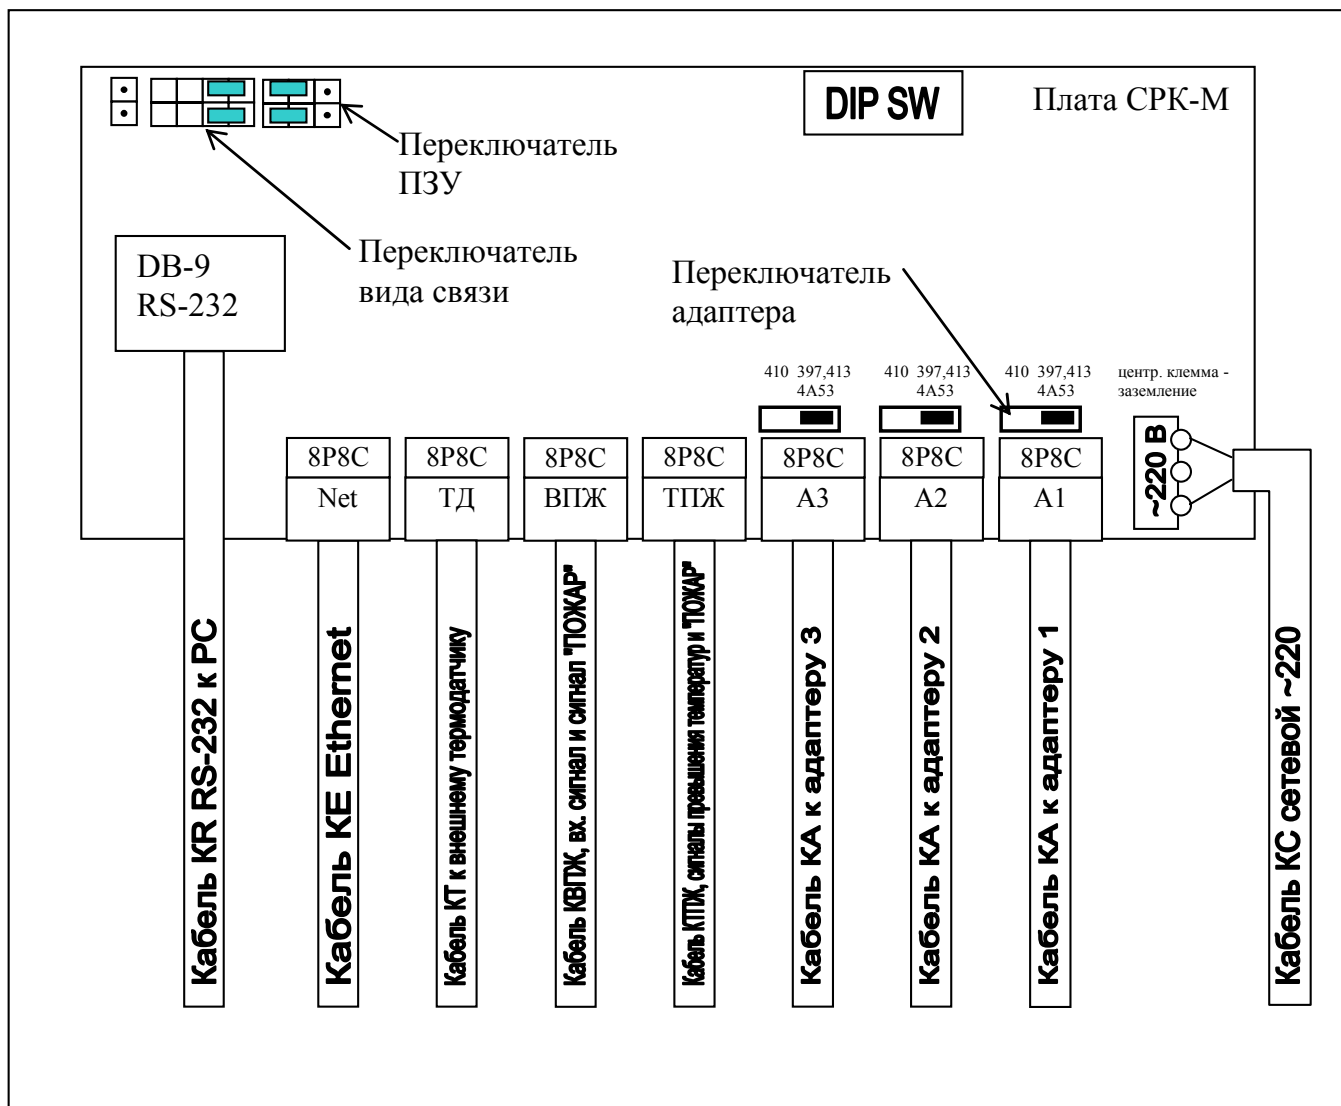 DIP SW
Плата СРК-М
Переключатель
ПЗУ
Переключатель
вида связи
DB-9
RS-232
Переключатель
адаптера
410 397,413
4A53
410 397,413
4A53
410 397,413
4A53
центр. клемма -
заземление
8P8C
Net
8P8C
ТД
8P8C
ВПЖ
8P8C
ТПЖ
8P8C
А3
8P8C
А2
8P8C
А1
~220 В
Кабель KR RS-232 к PC
Кабель KE Ethernet
Кабель КТ к внешнему термодатчику
Кабель КВПЖ, вх. сигнал и сигнал "ПОЖАР"
Кабель КТПЖ, сигналы превышения температур и "ПОЖАР"
Кабель КА к адаптеру 3
Кабель КА к адаптеру 2
Кабель КА к адаптеру 1
Кабель КС сетевой ~220